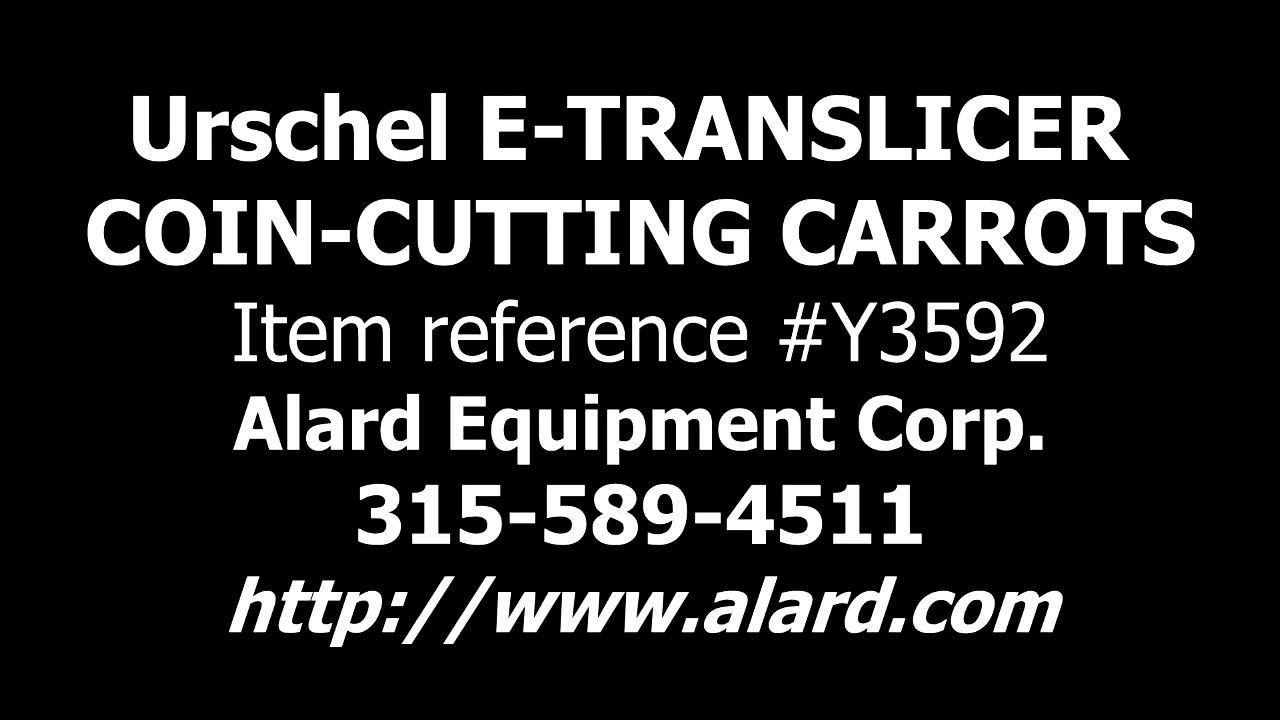 Urschel E-TRANSLICER
COIN-CUTTING CARROTS
Item reference #Y3592
Alard Equipment Corp.
315-589-4511
http://www.alard.com